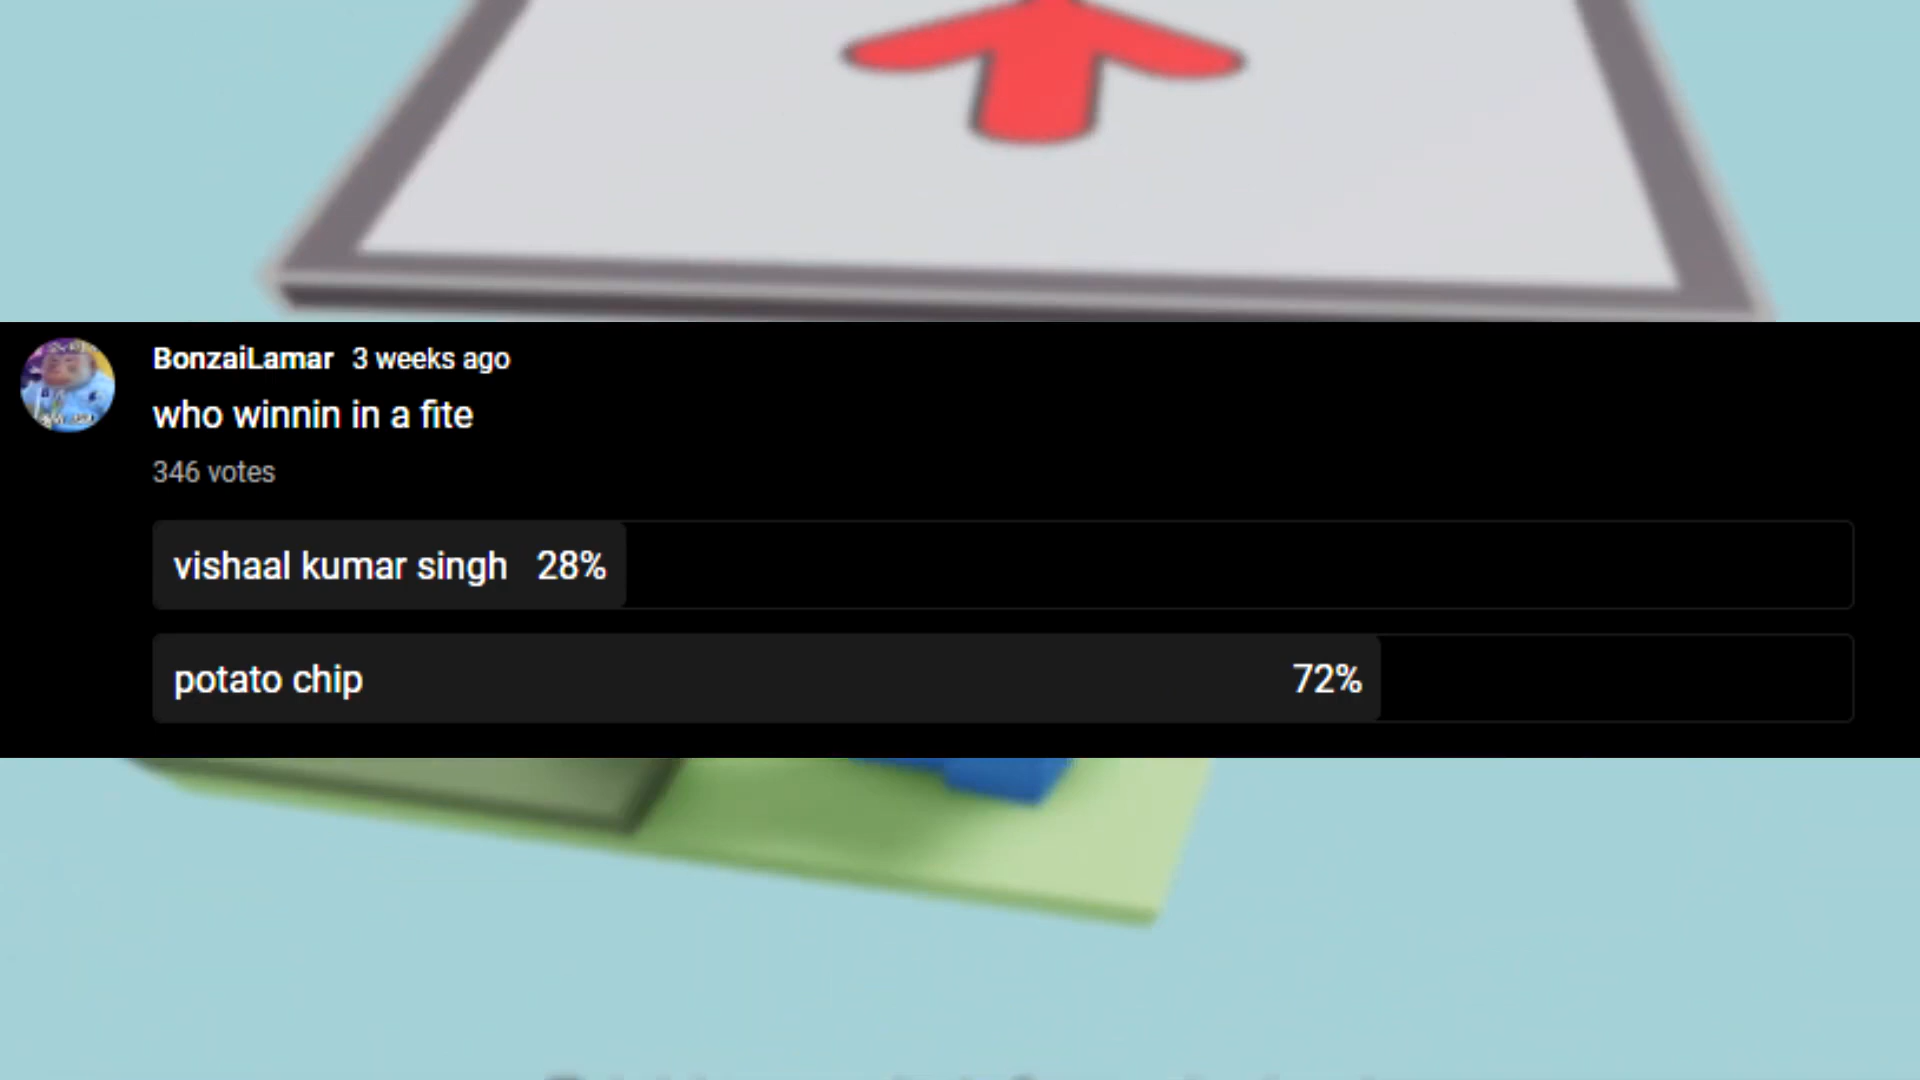 BonzaiLamar 3 weeks ago
who winnin in a fite
346 votes
vishaal kumar singh 28%
potato chip 72%